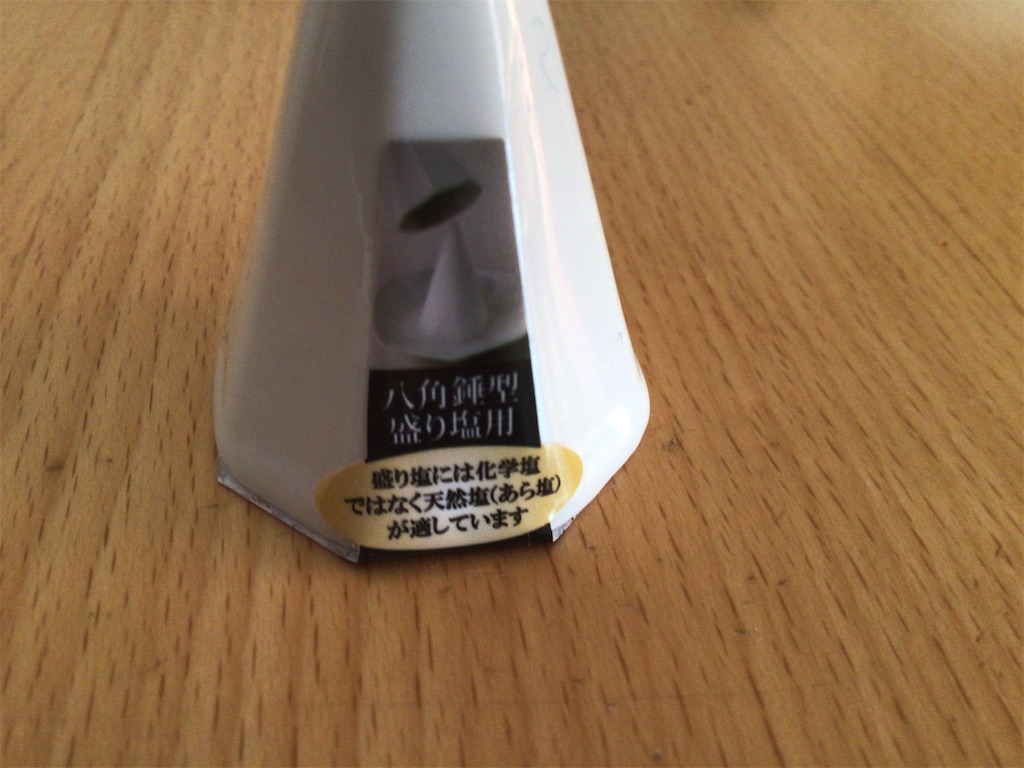 八角錘型
盛り塩用
盛り塩には化学塩
ではなく天然塩(あら塩)
が適しています